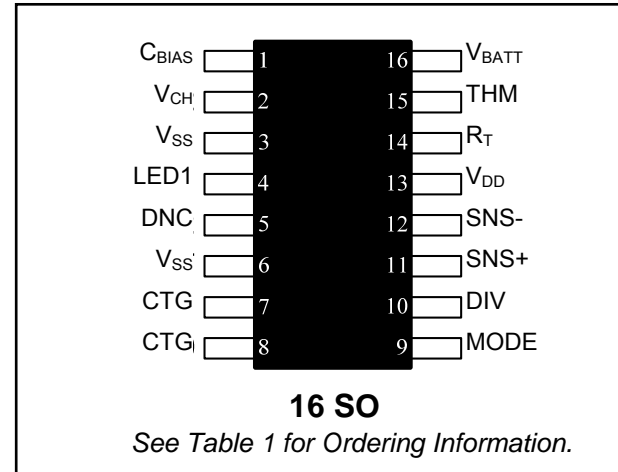 CBIAS 1 16 VBATT
VCH 2 15 THM
VSS 3 14 RT
LED1 4 13 VDD
DNC 5 12 SNS-
VSS 6 11 SNS+
CTG 7 10 DIV
CTG 8 9 MODE
16 SO
See Table 1 for Ordering Information.